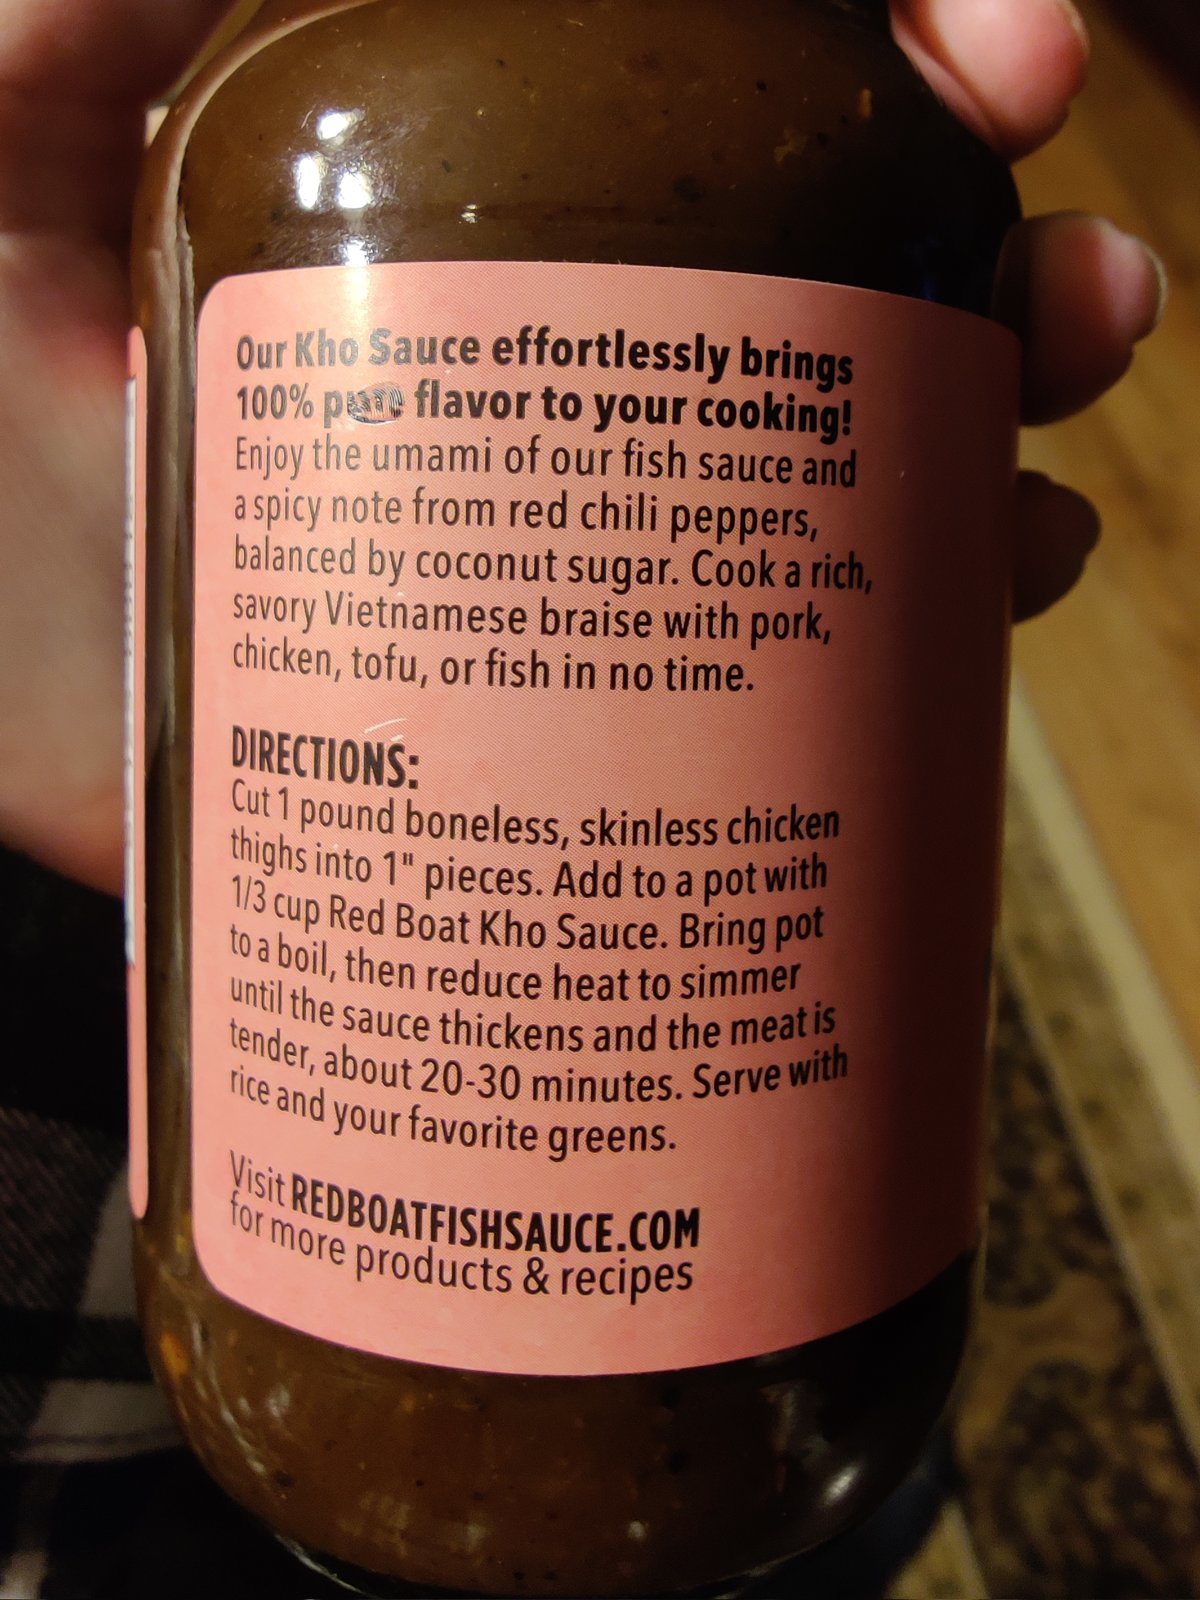 Our Kho Sauce effortlessly brings
100% pure flavor to your cooking!
Enjoy the umami of our fish sauce and
a spicy note from red chili peppers,
balanced by coconut sugar. Cook a rich,
savory Vietnamese braise with pork,
chicken, tofu, or fish in no time.
DIRECTIONS:
Cut 1 pound boneless, skinless chicken
thighs into 1" pieces. Add to a pot with
1/3 cup Red Boat Kho Sauce. Bring pot
to a boil, then reduce heat to simmer
until the sauce thickens and the meat is
tender, about 20-30 minutes. Serve with
rice and your favorite greens.
Visit REDBOATFISHSAUCE.COM
for more products & recipes